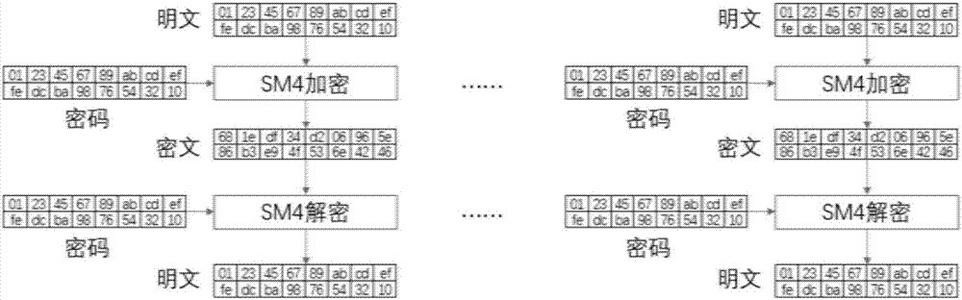 明文 01 23 45 67 89 ab cd ef
fe dc ba 98 76 54 32 10
明文 01 23 45 67 89 ab cd ef
fe dc ba 98 76 54 32 10
01 23 45 67 89 ab cd ef
fe dc ba 98 76 54 32 10
密码
SM4加密
……
01 23 45 67 89 ab cd ef
fe dc ba 98 76 54 32 10
密码
SM4加密
密文 68 1e df 34 d2 06 96 5e
86 b3 e9 4f 53 6e 42 46
密文 68 1e df 34 d2 06 96 5e
86 b3 e9 4f 53 6e 42 46
01 23 45 67 89 ab cd ef
fe dc ba 98 76 54 32 10
密码
SM4解密
……
01 23 45 67 89 ab cd ef
fe dc ba 98 76 54 32 10
密码
SM4解密
明文 01 23 45 67 89 ab cd ef
fe dc ba 98 76 54 32 10
明文 01 23 45 67 89 ab cd ef
fe dc ba 98 76 54 32 10